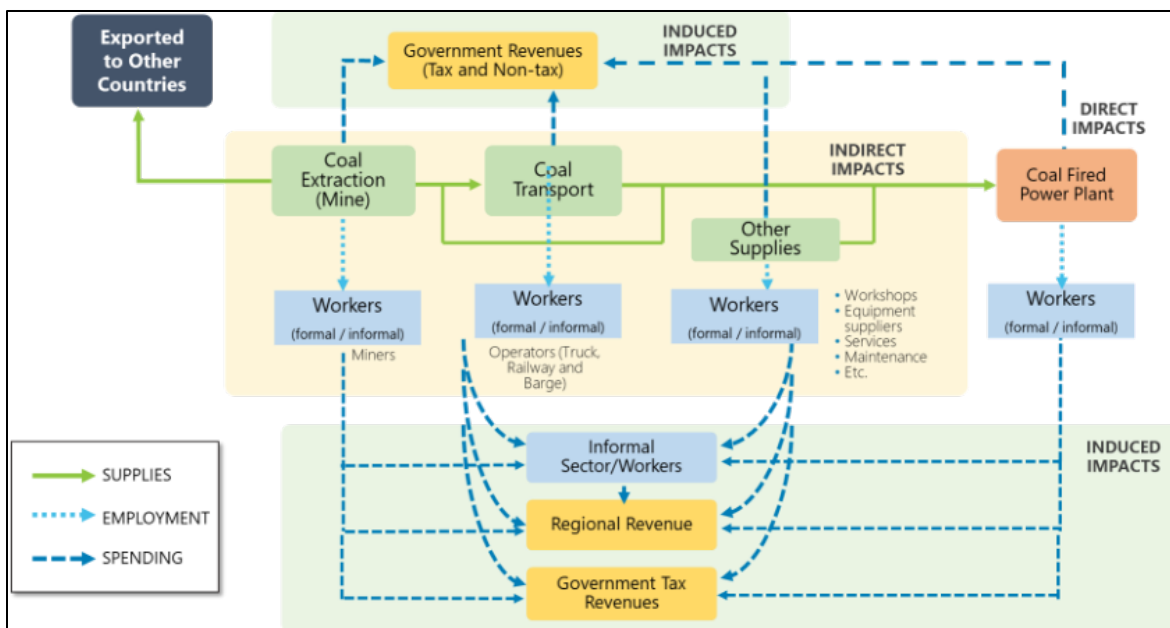 Exported
to Other
Countries
Government Revenues
(Tax and Non-tax)
INDUCED
IMPACTS
DIRECT
IMPACTS
Coal
Extraction
(Mine)
Coal
Transport
INDIRECT
IMPACTS
Coal Fired
Power Plant
Other
Supplies
Workers
(formal / informal)
Miners
Workers
(formal / informal)
Operators (Truck,
Railway and
Barge)
Workers
(formal / informal)
• Workshops
• Equipment
suppliers
• Services
• Maintenance
• Etc.
Workers
(formal / informal)
Informal
Sector/Workers
INDUCED
IMPACTS
Regional Revenue
Government Tax
Revenues
SUPPLIES
EMPLOYMENT
SPENDING